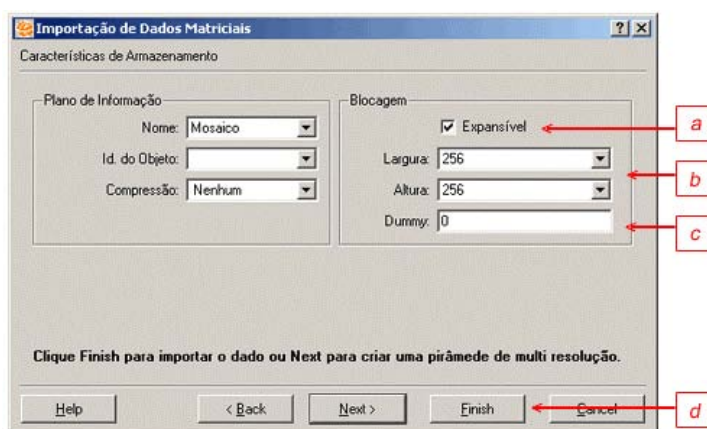 Importação de Dados Matriciais
Características de Armazenamento
Plano de Informação
Nome: Mosaico
Id. do Objeto:
Compressão: Nenhum
Blocagem
Expansível
a
Largura: 256
b
Altura: 256
Dummy: 0
c
Clique Finish para importar o dado ou Next para criar uma pirâmede de multi resolução.
Help
< Back
Next >
Finish
Cancel
d